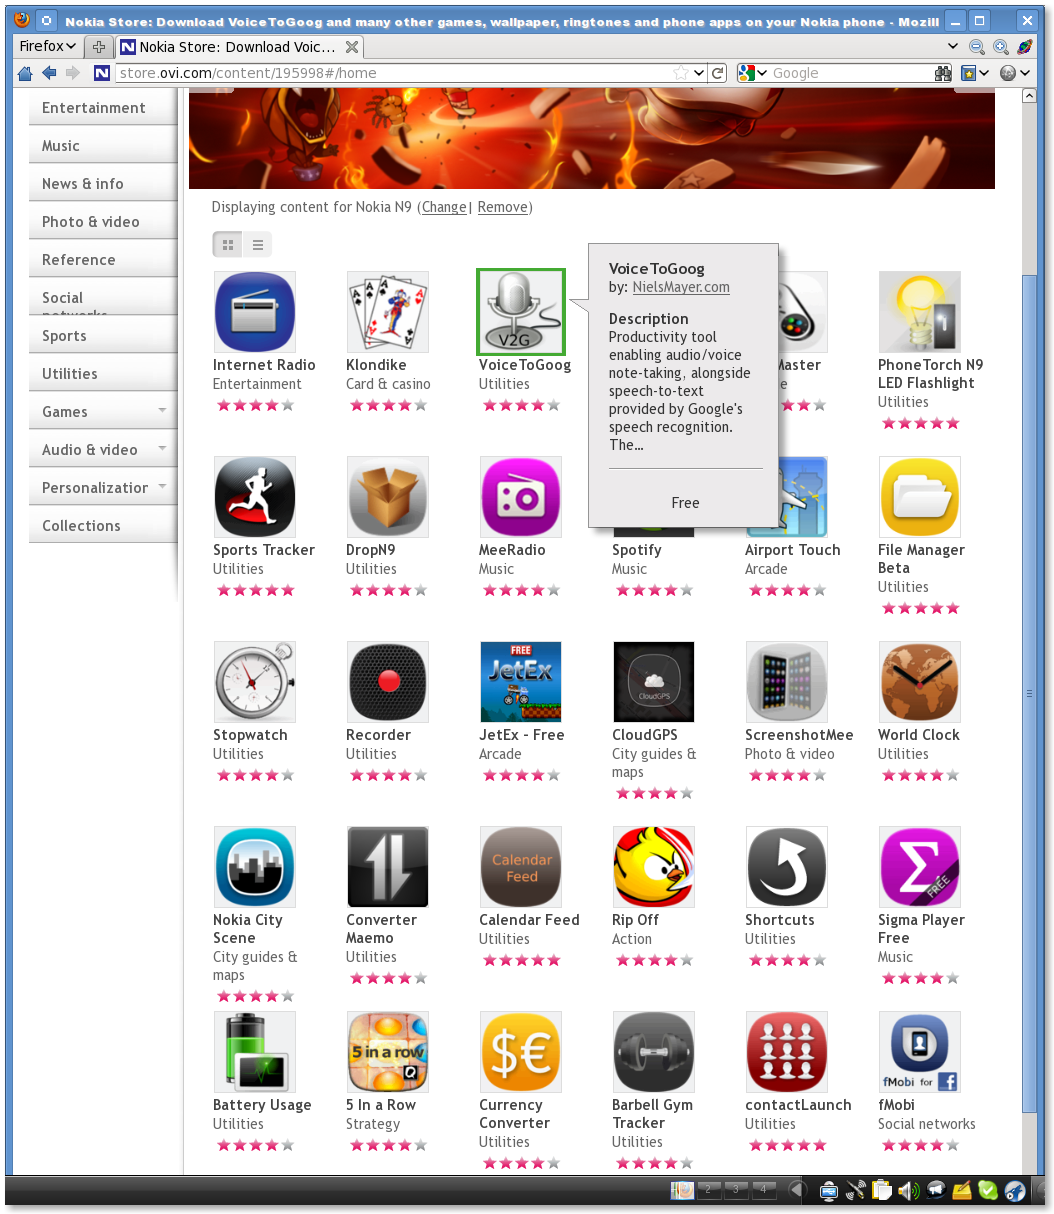 Nokia Store: Download VoiceToGoog and many other games, wallpaper, ringtones and phone apps on your Nokia phone - Mozill
Firefox
Nokia Store: Download Voic...
store.ovi.com/content/195998#/home
Google
Entertainment
Music
News & info
Photo & video
Reference
Social
networks
Sports
Utilities
Games
Audio & video
Personalization
Collections
Displaying content for Nokia N9 (Change| Remove)
VoiceToGoog
by: NielsMayer.com
Description
Productivity tool
enabling audio/voice
note-taking, alongside
speech-to-text
provided by Google's
speech recognition.
The...
Free
V2G
Internet Radio
Entertainment
Klondike
Card & casino
VoiceToGoog
Utilities
Master
e
PhoneTorch N9
LED Flashlight
Utilities
Sports Tracker
Utilities
DropN9
Utilities
MeeRadio
Music
Spotify
Music
Airport Touch
Arcade
File Manager
Beta
Utilities
Stopwatch
Utilities
Recorder
Utilities
FREE
JetEx
JetEx - Free
Arcade
CloudGPS
CloudGPS
City guides &
maps
ScreenshotMee
Photo & video
World Clock
Utilities
Nokia City
Scene
City guides &
maps
Converter
Maemo
Utilities
Calendar
Feed
Calendar Feed
Utilities
Rip Off
Action
Shortcuts
Utilities
Σ
FREE
Sigma Player
Free
Music
Battery Usage
Utilities
5 in a row
Q
5 In a Row
Strategy
$€
Currency
Converter
Utilities
Barbell Gym
Tracker
Utilities
contactLaunch
Utilities
fMobi for f
fMobi
Social networks
2 3 4